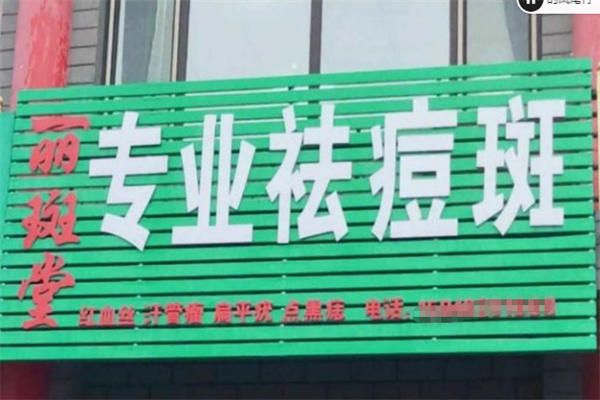 丽斑堂
专业祛痘斑
红血丝 汁管瘤 扁平疣 点黑痣 电话